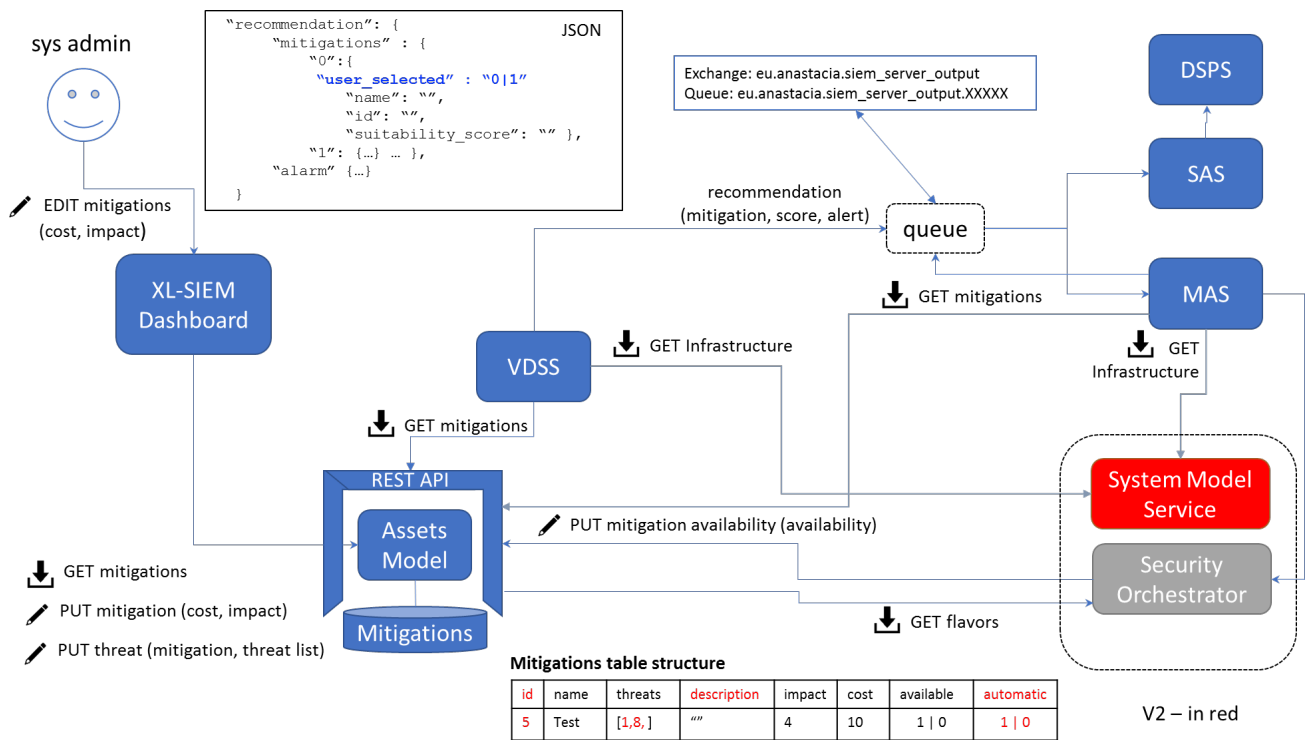 sys admin
“recommendation”: {
JSON
“mitigations” : {
“0”:{
“user_selected” : “0|1”
“name”: “”,
“id”: “”,
“suitability_score”: “” },
“1”: {…} … },
“alarm” {…}
}
Exchange: eu.anastacia.siem_server_output
Queue: eu.anastacia.siem_server_output.XXXXX
DSPS
SAS
EDIT mitigations
(cost, impact)
recommendation
(mitigation, score, alert)
queue
XL-SIEM
Dashboard
GET mitigations
MAS
VDSS
GET Infrastructure
GET
Infrastructure
GET mitigations
REST API
Assets
Model
Mitigations
PUT mitigation availability (availability)
System Model
Service
Security
Orchestrator
GET mitigations
PUT mitigation (cost, impact)
PUT threat (mitigation, threat list)
GET flavors
Mitigations table structure
id name threats description impact cost available automatic
5 Test [1,8, ] “” 4 10 1 | 0 1 | 0
V2 – in red